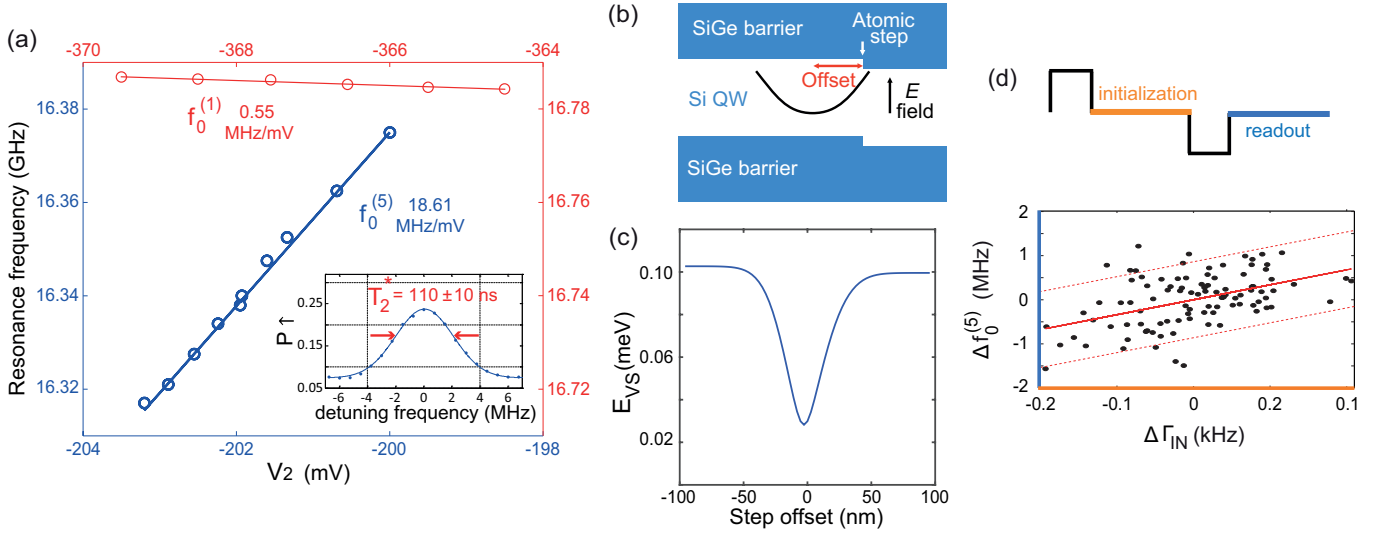 (a)
-370
-368
-366
-364
Resonance frequency (GHz)
16.38
16.36
16.34
16.32
16.78
16.76
16.74
16.72
f0(1) 0.55
MHz/mV
f0(5) 18.61
MHz/mV
T2* = 110 ±10 ns
P↑
0.25
0.15
0.05
-6 -4 -2 0 2 4 6
detuning frequency (MHz)
-204
-202
-200
-198
V2 (mV)
(b)
SiGe barrier
Atomic
step
Offset
Si QW
E
field
SiGe barrier
(c)
EVS(meV)
0.10
0.06
0.02
-100
-50
0
50
100
Step offset (nm)
(d)
initialization
readout
Δf0(5) (MHz)
2
1
0
-1
-2
-0.2
-0.1
0
0.2
0.1
ΔΓIN (kHz)